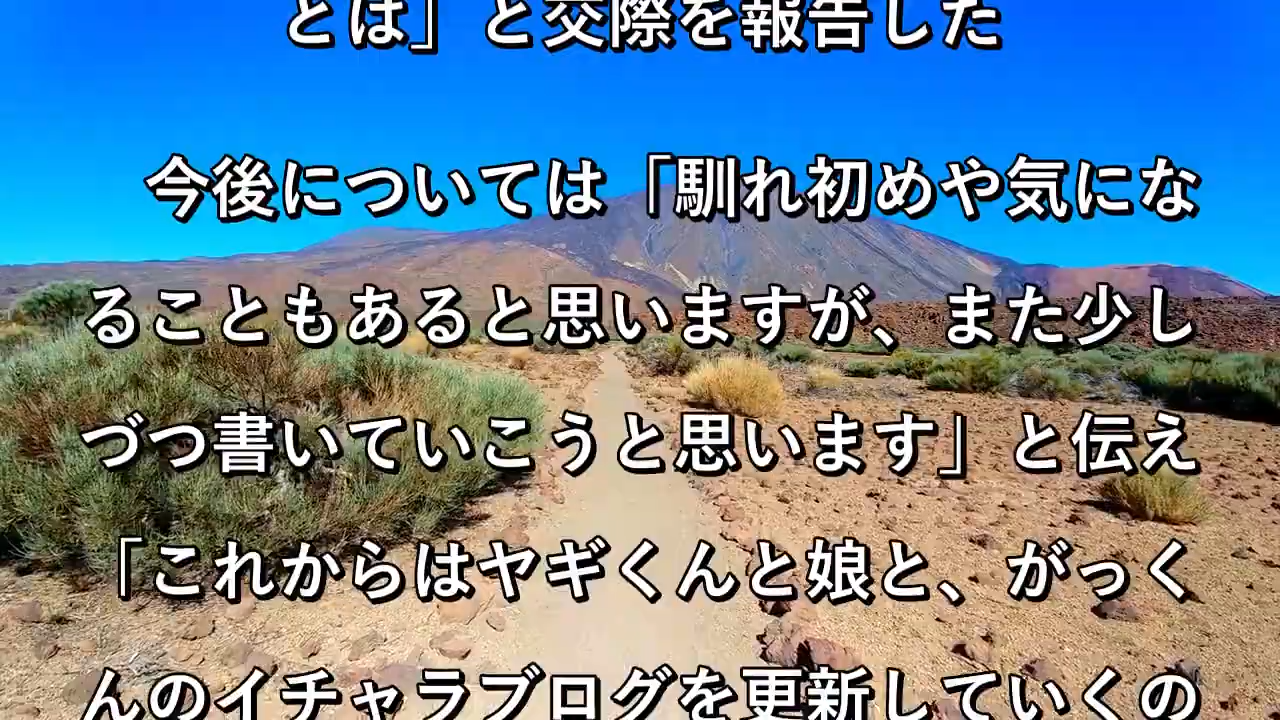 とは」と交際を報告した
今後については「馴れ初めや気にな
ることもあると思いますが、また少し
づつ書いていこうと思います」と伝え
「これからはヤギくんと娘と、がっく
んのイチャラブログを更新していくの